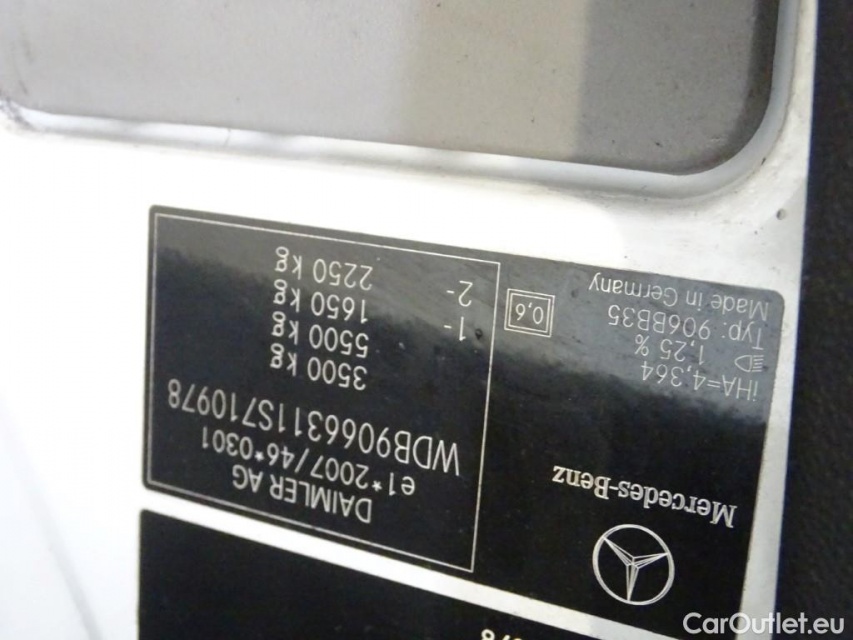 Mercedes-Benz
iHA=4,364
1,25 %
Typ: 906BB35
Made in Germany
0,6
DAIMLER AG
e1*2007/46*0301
WDB9066311S710978
3500 kg
5500 kg
1- 1650 kg
2- 2250 kg
CarOutlet.eu